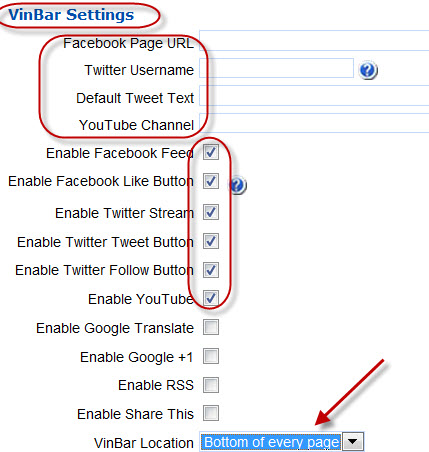 VinBar Settings
Facebook Page URL
Twitter Username
Default Tweet Text
YouTube Channel
Enable Facebook Feed
Enable Facebook Like Button
Enable Twitter Stream
Enable Twitter Tweet Button
Enable Twitter Follow Button
Enable YouTube
Enable Google Translate
Enable Google +1
Enable RSS
Enable Share This
VinBar Location Bottom of every page